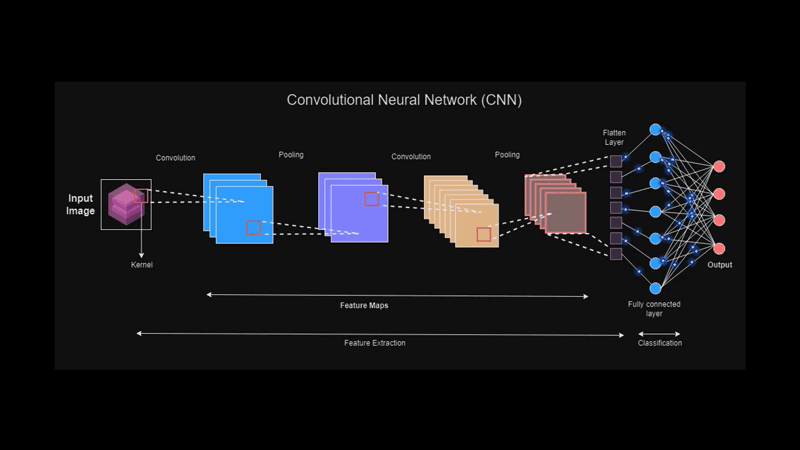 Convolutional Neural Network (CNN)
Convolution
Pooling
Convolution
Pooling
Flatten
Layer
Input
Image
Kernel
Output
Fully connected
layer
Feature Maps
Feature Extraction
Classification